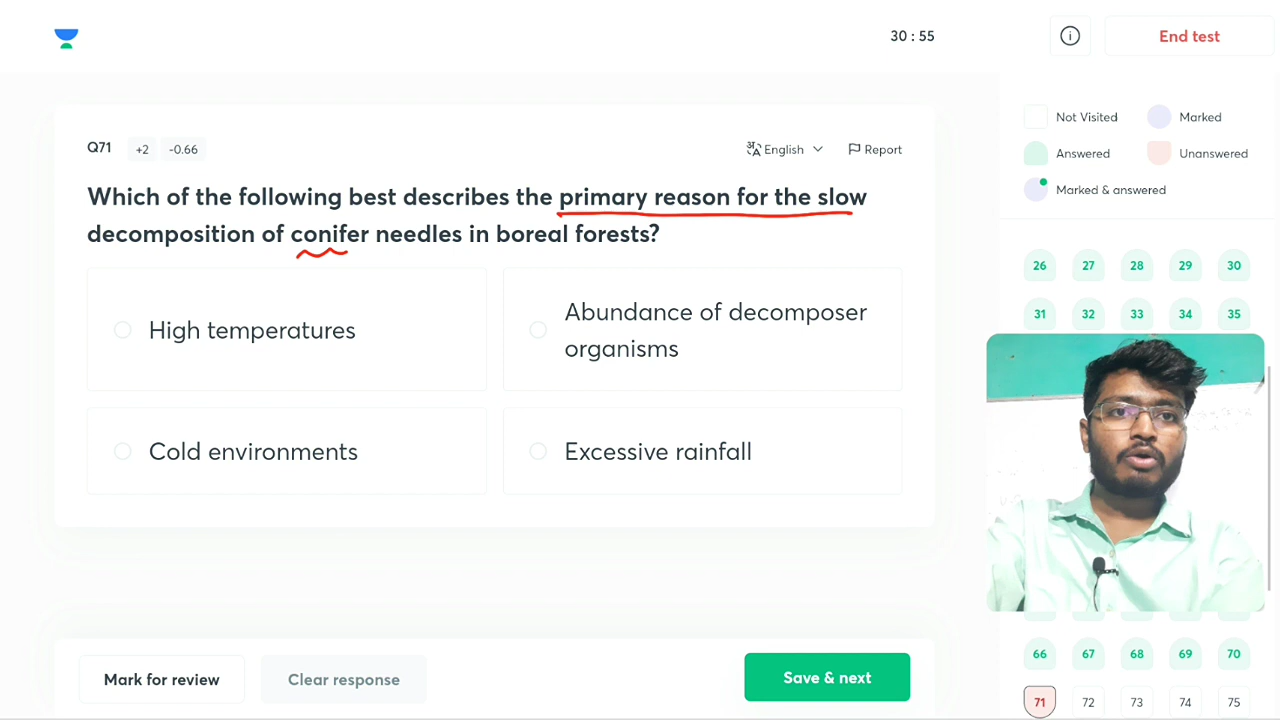 30 : 55
End test
Q71 +2 -0.66 English Report
Which of the following best describes the primary reason for the slow
decomposition of conifer needles in boreal forests?
High temperatures
Abundance of decomposer
organisms
Cold environments
Excessive rainfall
Mark for review
Clear response
Save & next
Not Visited
Marked
Answered
Unanswered
Marked & answered
26 27 28 29 30
31 32 33 34 35
66 67 68 69 70
71 72 73 74 75